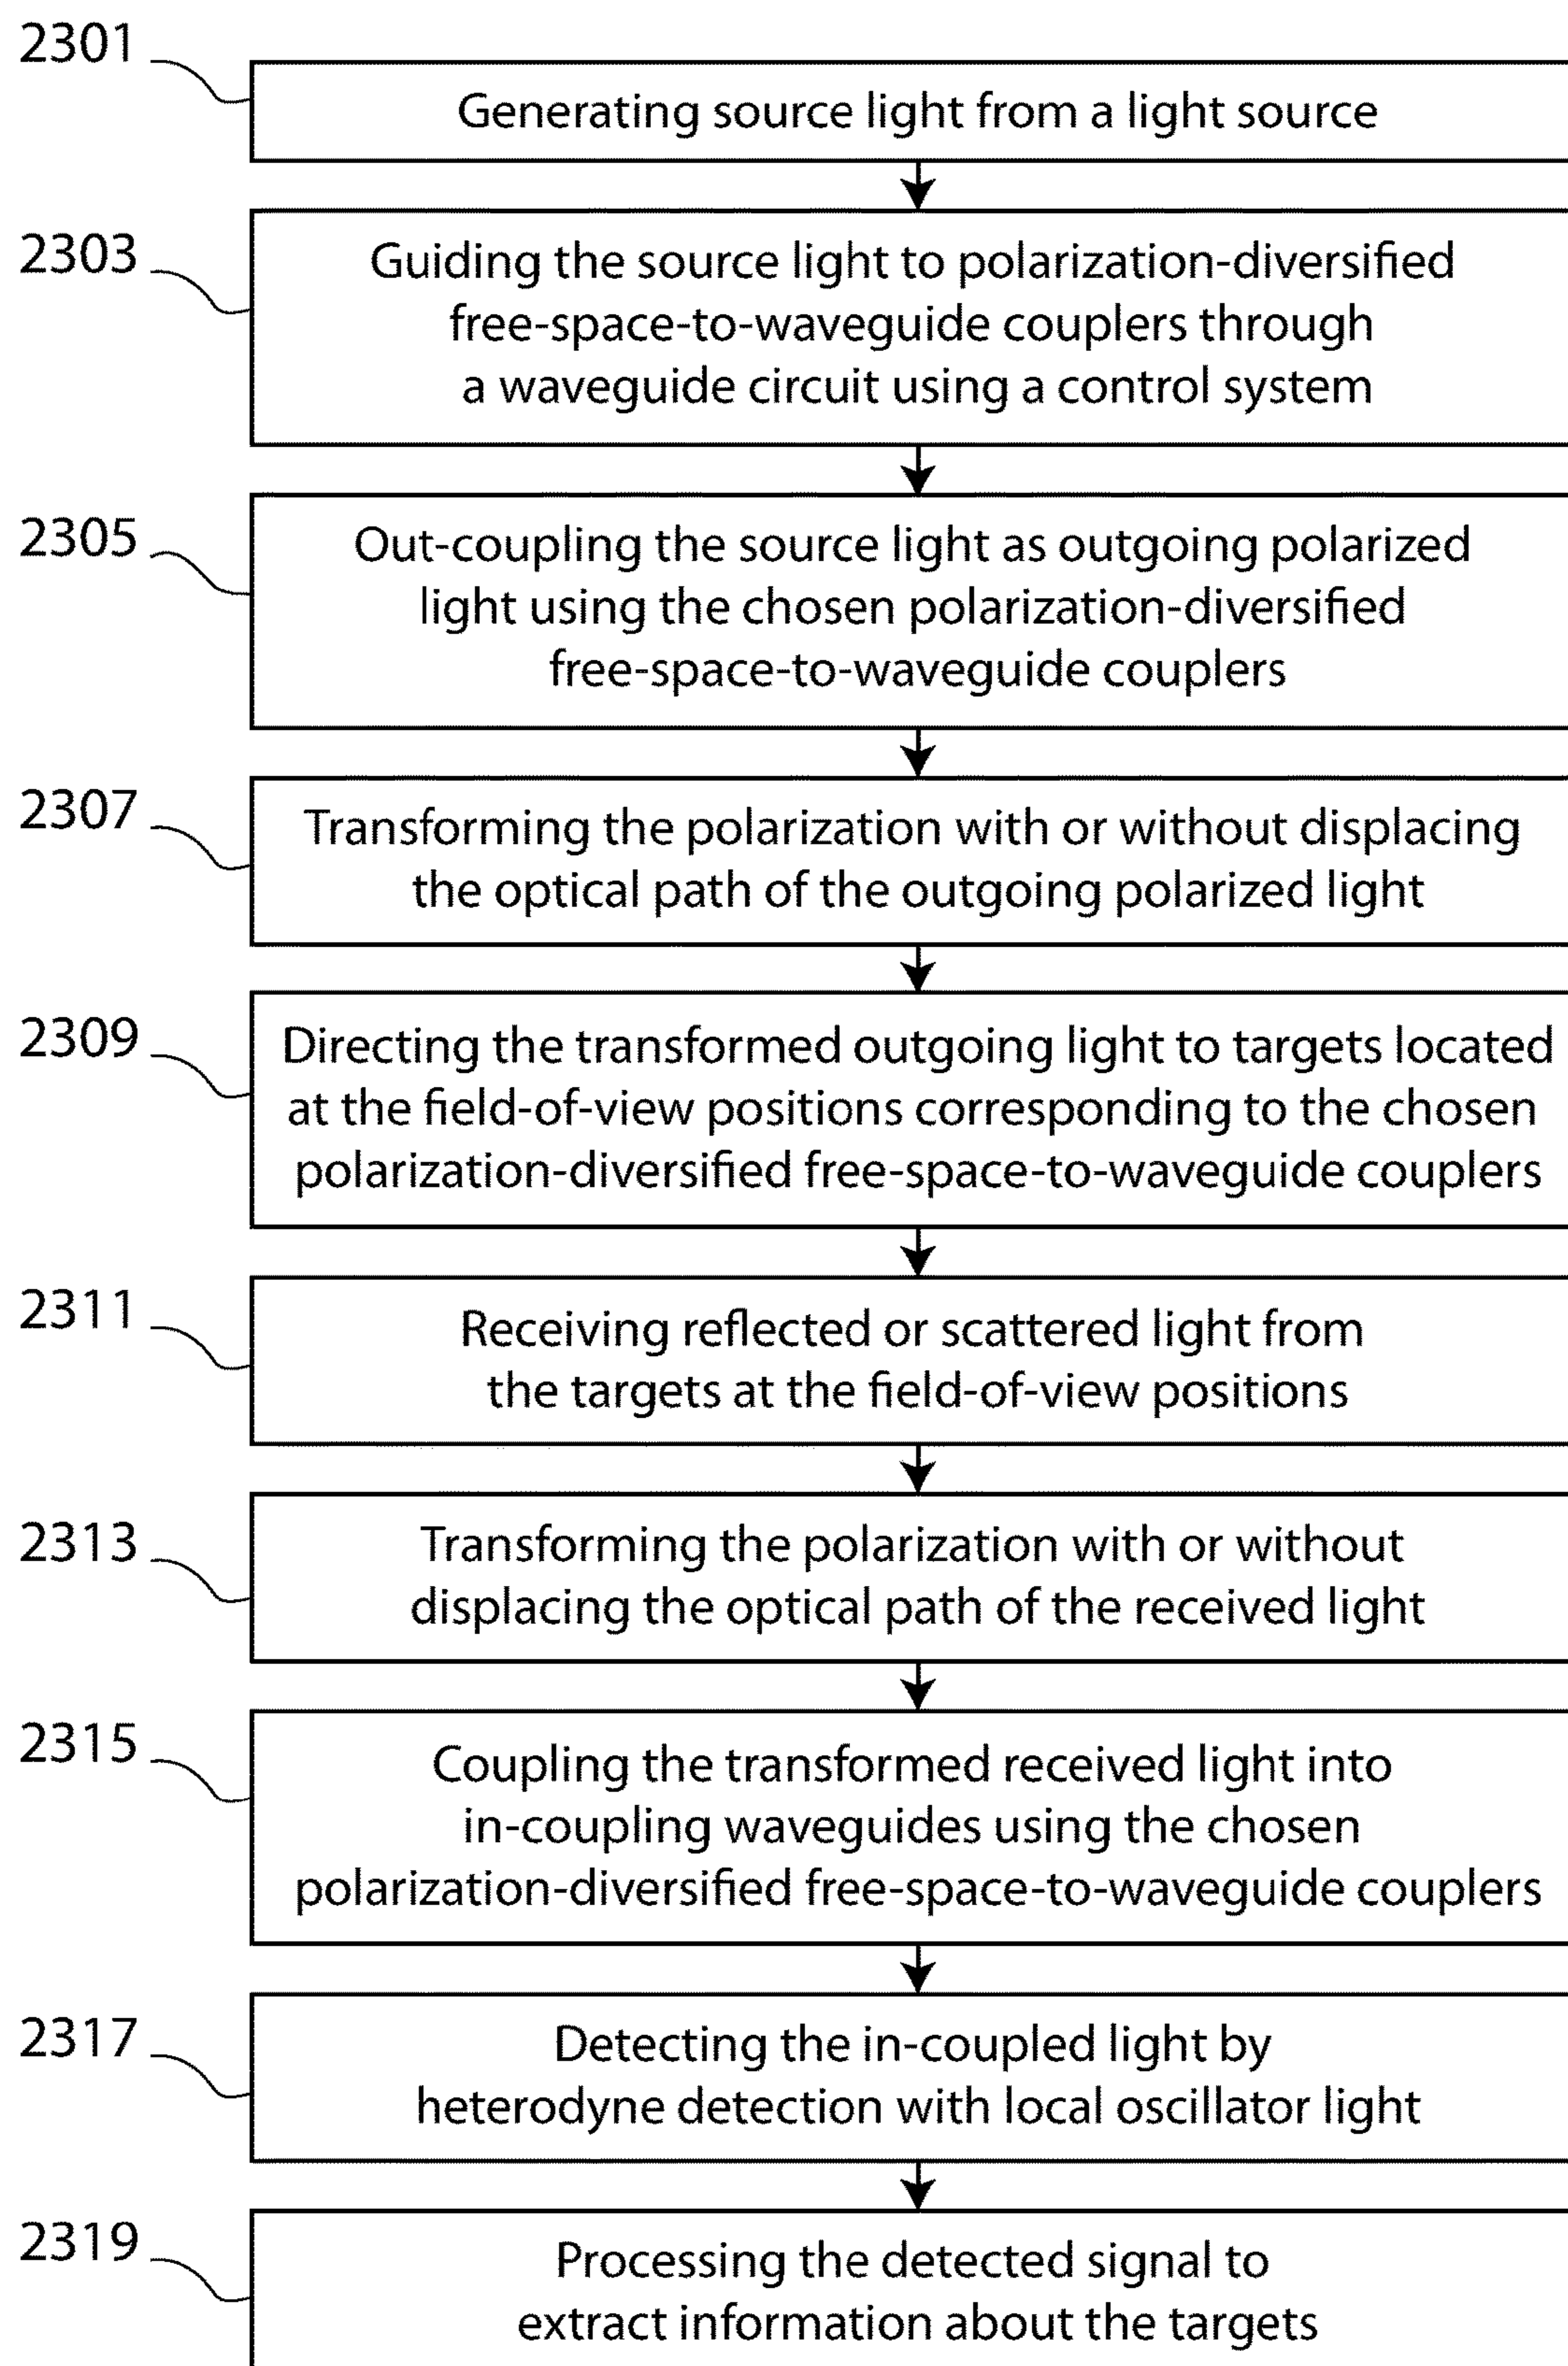 2301
Generating source light from a light source
2303
Guiding the source light to polarization-diversified
free-space-to-waveguide couplers through
a waveguide circuit using a control system
2305
Out-coupling the source light as outgoing polarized
light using the chosen polarization-diversified
free-space-to-waveguide couplers
2307
Transforming the polarization with or without displacing
the optical path of the outgoing polarized light
2309
Directing the transformed outgoing light to targets located
at the field-of-view positions corresponding to the chosen
polarization-diversified free-space-to-waveguide couplers
2311
Receiving reflected or scattered light from
the targets at the field-of-view positions
2313
Transforming the polarization with or without
displacing the optical path of the received light
2315
Coupling the transformed received light into
in-coupling waveguides using the chosen
polarization-diversified free-space-to-waveguide couplers
2317
Detecting the in-coupled light by
heterodyne detection with local oscillator light
2319
Processing the detected signal to
extract information about the targets